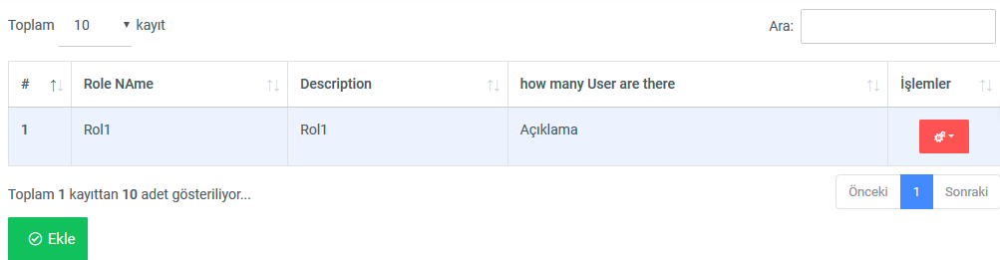 Toplam 10 kayıt Ara:
# Role NAme Description how many User are there İşlemler
1 Rol1 Rol1 Açıklama
Toplam 1 kayıttan 10 adet gösteriliyor... Önceki 1 Sonraki
Ekle